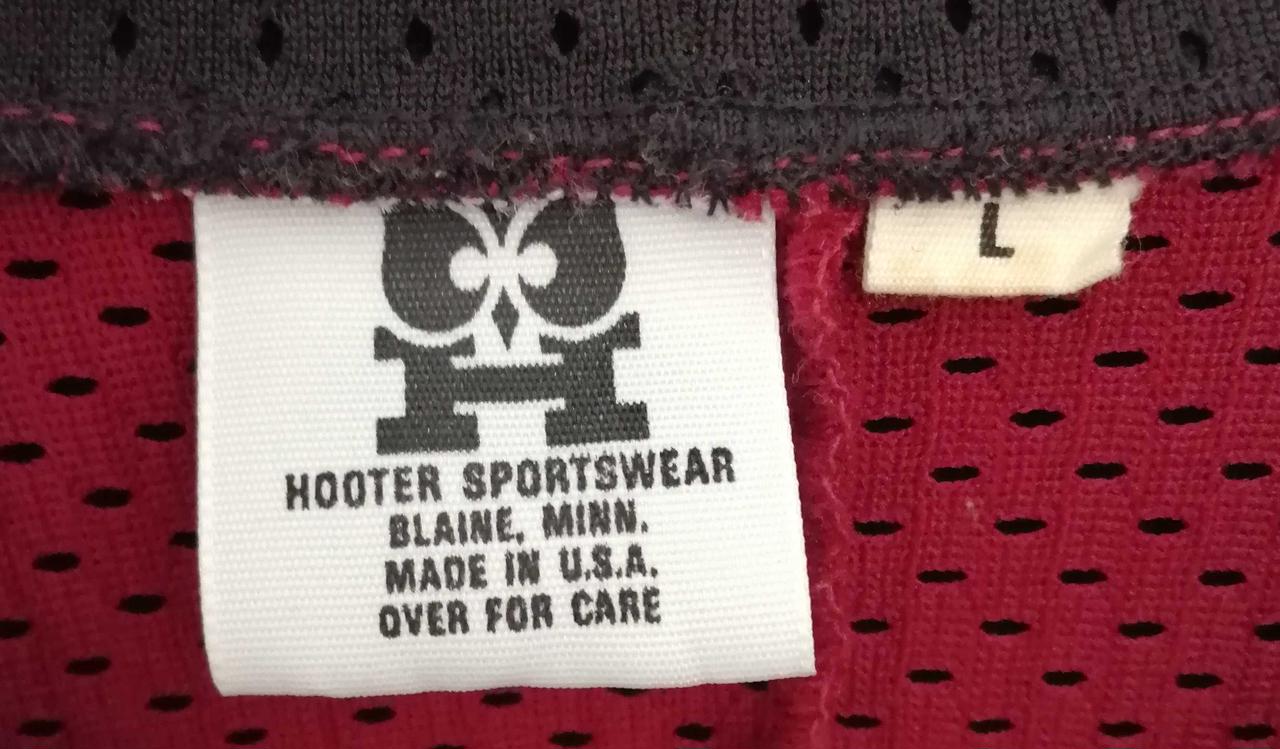 HOOTER SPORTSWEAR
BLAINE, MINN.
MADE IN U.S.A.
OVER FOR CARE
L